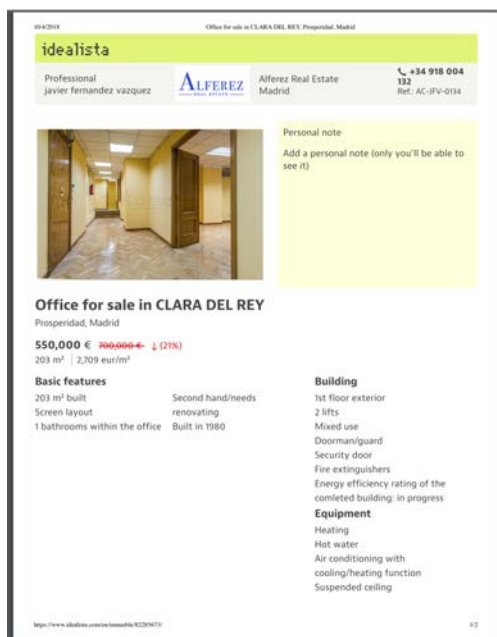 10/4/2018 Office for sale in CLARA DEL REY, Prosperidad, Madrid
idealista
Professional
javier fernandez vazquez
ALFEREZ
REAL ESTATE
Alferez Real Estate
Madrid
+34 918 004
132
Ref.: AC-JFV-0134
Personal note
Add a personal note (only you'll be able to
see it)
Office for sale in CLARA DEL REY
Prosperidad, Madrid
550,000 € 700,000 € ↓ (21%)
203 m² | 2,709 eur/m²
Basic features
203 m² built
Screen layout
1 bathrooms within the office
Second hand/needs
renovating
Built in 1980
Building
1st floor exterior
2 lifts
Mixed use
Doorman/guard
Security door
Fire extinguishers
Energy efficiency rating of the
comleted building: in progress
Equipment
Heating
Hot water
Air conditioning with
cooling/heating function
Suspended ceiling
1/2